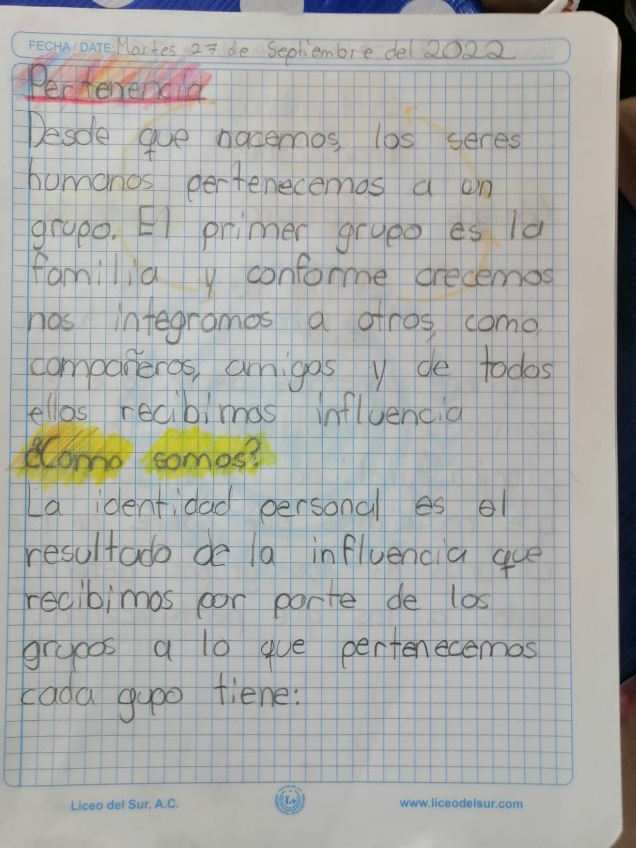 FECHA / DATE Martes 27 de Septiembre del 2022
Pertenencia
Desde que nacemos, los seres
humanos pertenecemos a un
grupo. El primer grupo es la
familia y conforme crecemos
nos integramos a otros, como
compañeros, amigas y de todos
ellos recibimos influencia
¿Como somos?
La identidad personal es el
resultado de la influencia que
recibimos por parte de los
grupos a lo que pertenecemos
cada gupo tiene:
Liceo del Sur, A.C. www.liceodelsur.com